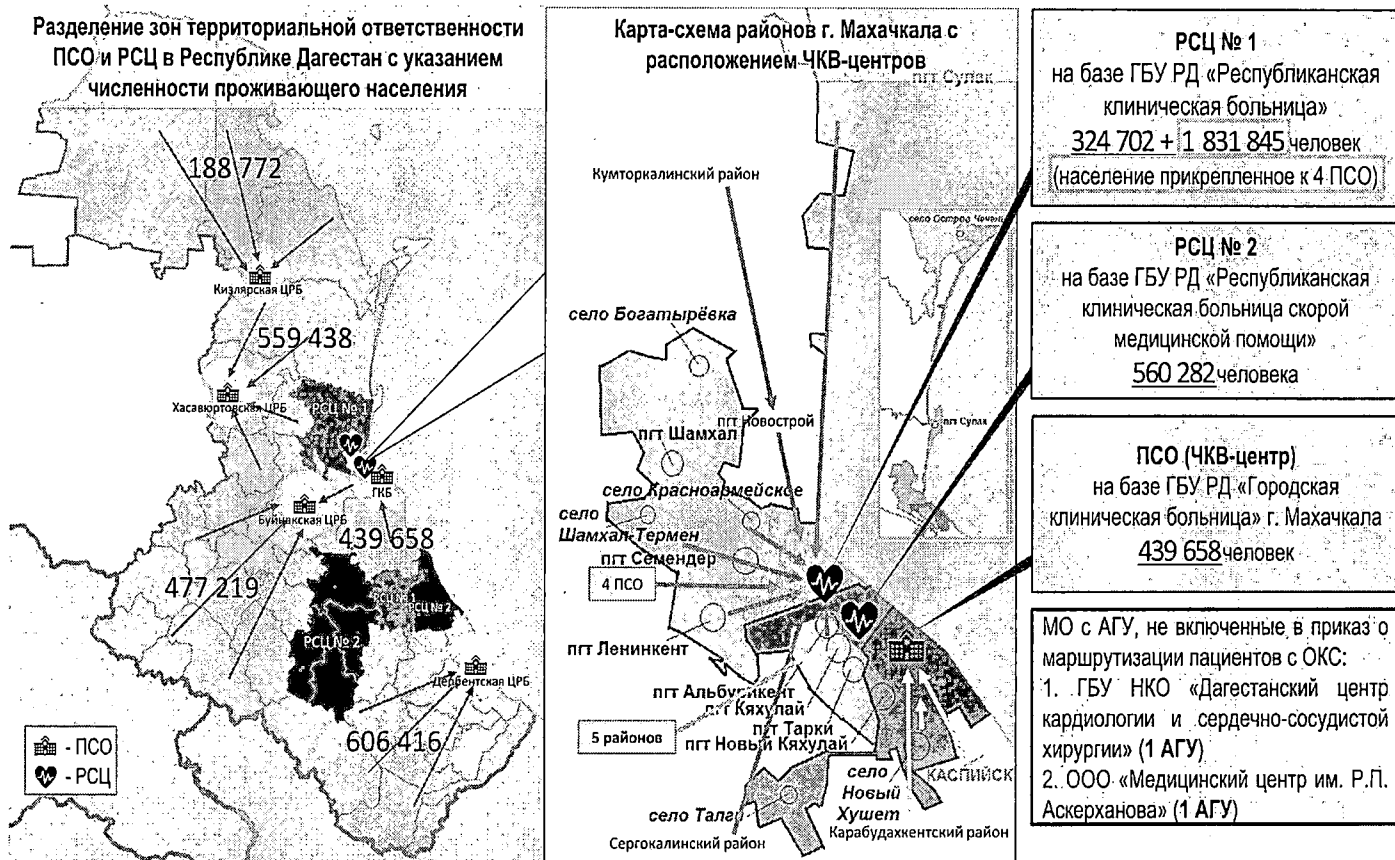 Разделение зон территориальной ответственности
ПСО и РСЦ в Республике Дагестан с указанием
численности проживающего населения
188 772
Кизлярская ЦРБ
559 438
Хасавюртовская ЦРБ
РСЦ № 1
ГКБ
Буйнакская ЦРБ
439 658
477 219
РСЦ № 2
РСЦ № 2
Дербентская ЦРБ
606 416
- ПСО
- РСЦ
Карта-схема районов г. Махачкала с
расположением ЧКВ-центров
пгт Сулак
Кумторкалинский район
село Остров Чечень
село Богатырёвка
пгт Сулак
пгт Новострой
пгт Шамхал
село Красноармейское
село
Шамхал-Термен
пгт Семендер
4 ПСО
пгт Ленинкент
пгт Альбурикент
пгт Кяхулай
пгт Тарки
5 районов
пгт Новый Кяхулай
село
Новый
Хушет
КАСПИЙСК
село Талги
Карабудахкентский район
Сергокалинский район
РСЦ № 1
на базе ГБУ РД «Республиканская
клиническая больница»
324 702 + 1 831 845 человек
(население прикрепленное к 4 ПСО)
РСЦ № 2
на базе ГБУ РД «Республиканская
клиническая больница скорой
медицинской помощи»
560 282 человека
ПСО (ЧКВ-центр)
на базе ГБУ РД «Городская
клиническая больница» г. Махачкала
439 658 человек
МО с АГУ, не включенные в приказ о
маршрутизации пациентов с ОКС:
1. ГБУ НКО «Дагестанский центр
кардиологии и сердечно-сосудистой
хирургии» (1 АГУ)
2. ООО «Медицинский центр им. Р.П.
Аскерханова» (1 АГУ)